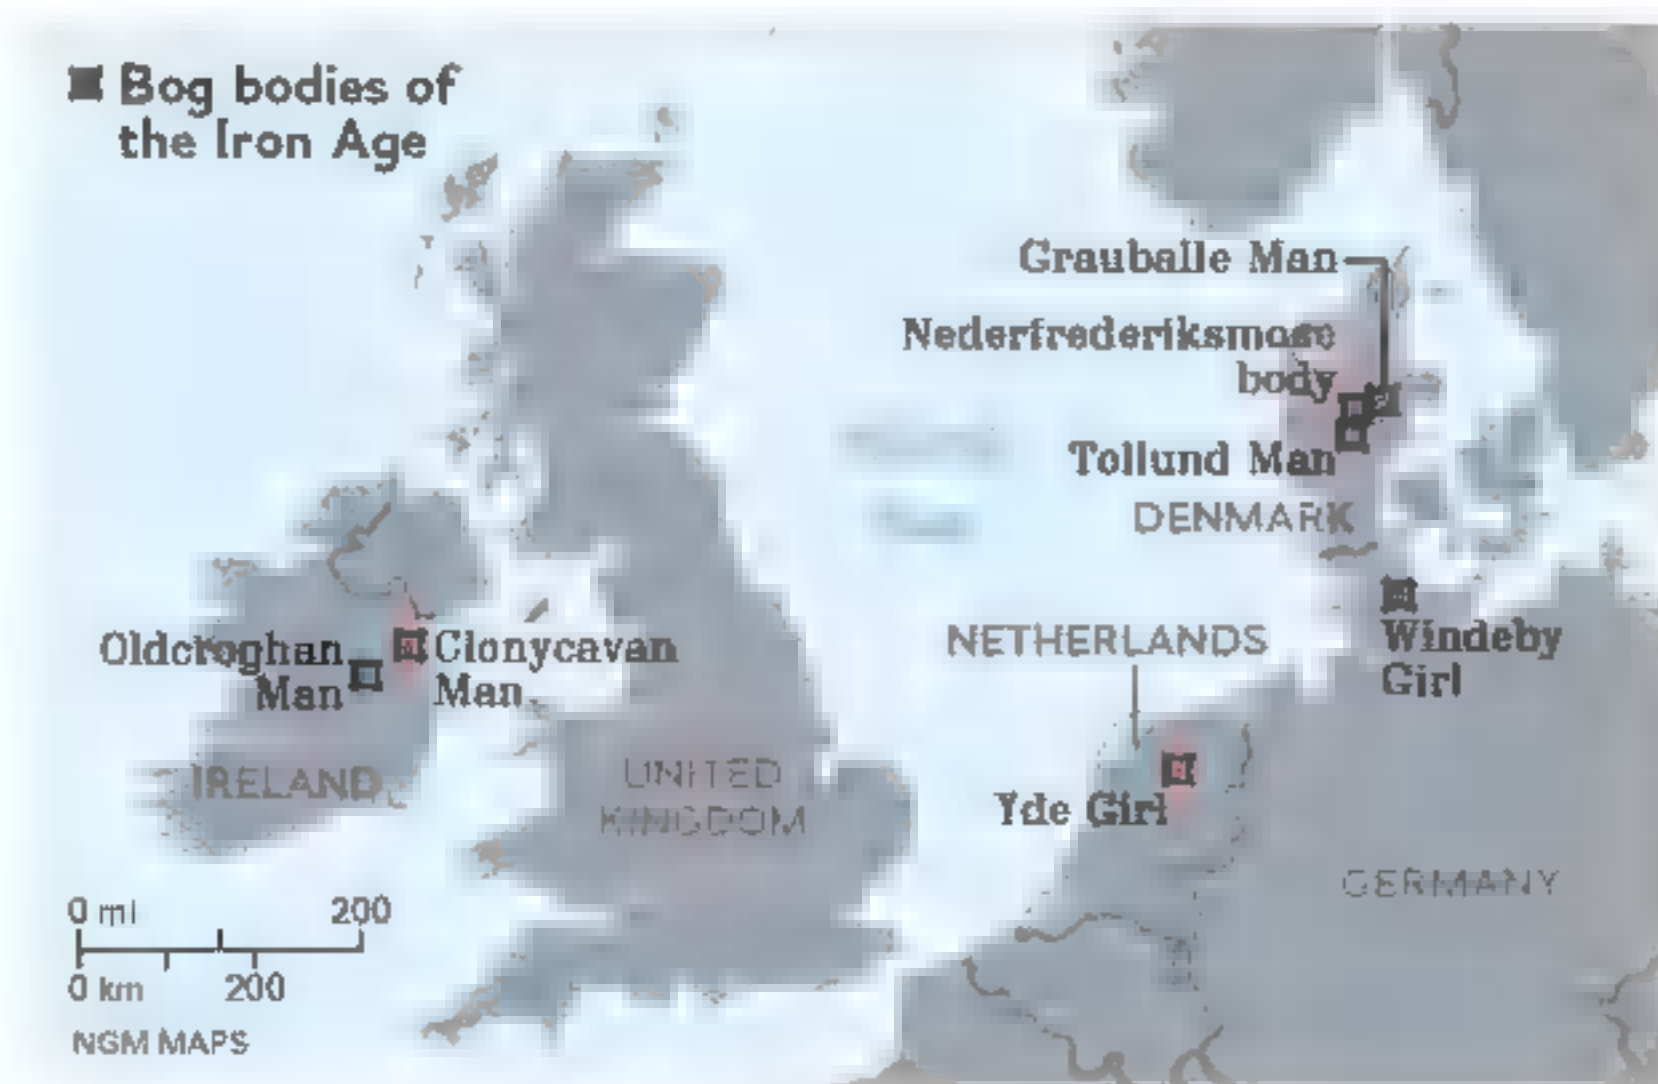 Bog bodies of
the Iron Age
Grauballe Man
Nederfrederiksmose
body
Tollund Man
DENMARK
Windeby
Girl
NETHERLANDS
Yde Girl
GERMANY
Oldcroghan
Man
Clonycavan
Man
IRELAND
UNITED
KINGDOM
0 mi 200
0 km 200
NGM MAPS